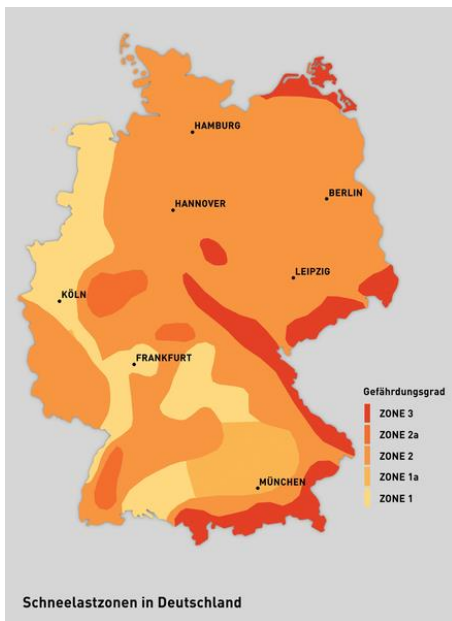 HAMBURG
BERLIN
HANNOVER
LEIPZIG
KÖLN
FRANKFURT
Gefährdungsgrad
ZONE 3
ZONE 2a
ZONE 2
ZONE 1a
ZONE 1
MÜNCHEN
Schneelastzonen in Deutschland